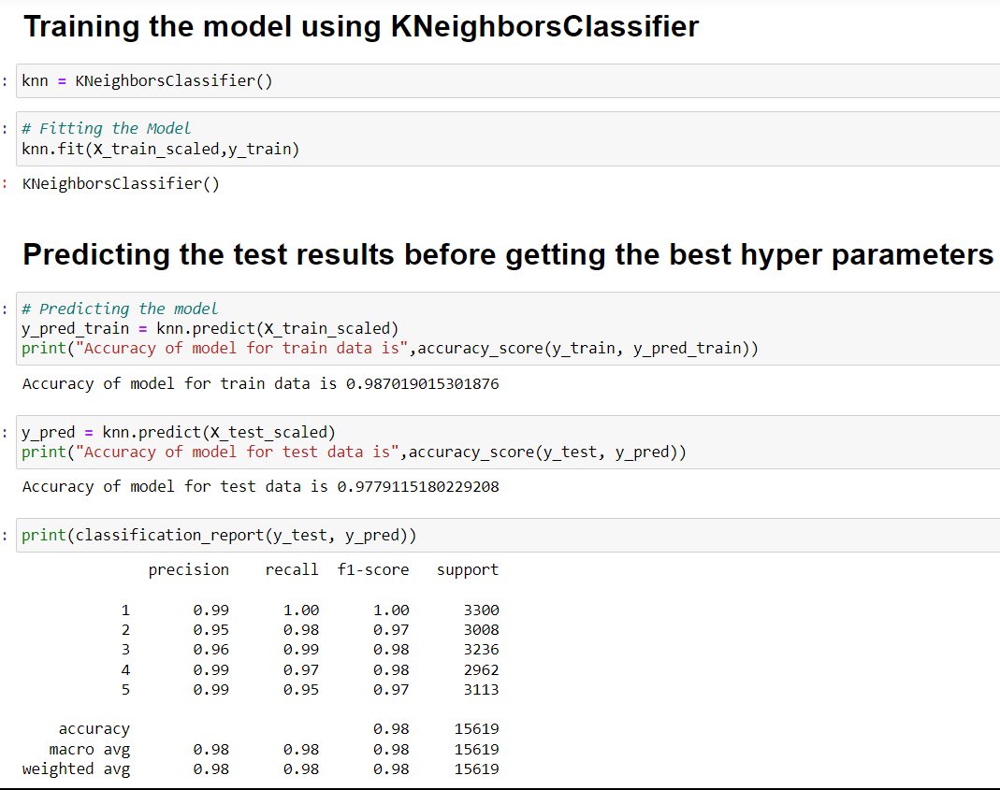 Training the model using KNeighborsClassifier
: knn = KNeighborsClassifier()
: # Fitting the Model
knn.fit(X_train_scaled,y_train)
: KNeighborsClassifier()
Predicting the test results before getting the best hyper parameters
: # Predicting the model
y_pred_train = knn.predict(X_train_scaled)
print("Accuracy of model for train data is",accuracy_score(y_train, y_pred_train))
Accuracy of model for train data is 0.987019015301876
: y_pred = knn.predict(X_test_scaled)
print("Accuracy of model for test data is",accuracy_score(y_test, y_pred))
Accuracy of model for test data is 0.9779115180229208
: print(classification_report(y_test, y_pred))
precision recall f1-score support
1 0.99 1.00 1.00 3300
2 0.95 0.98 0.97 3008
3 0.96 0.99 0.98 3236
4 0.99 0.97 0.98 2962
5 0.99 0.95 0.97 3113
accuracy 0.98 15619
macro avg 0.98 0.98 0.98 15619
weighted avg 0.98 0.98 0.98 15619